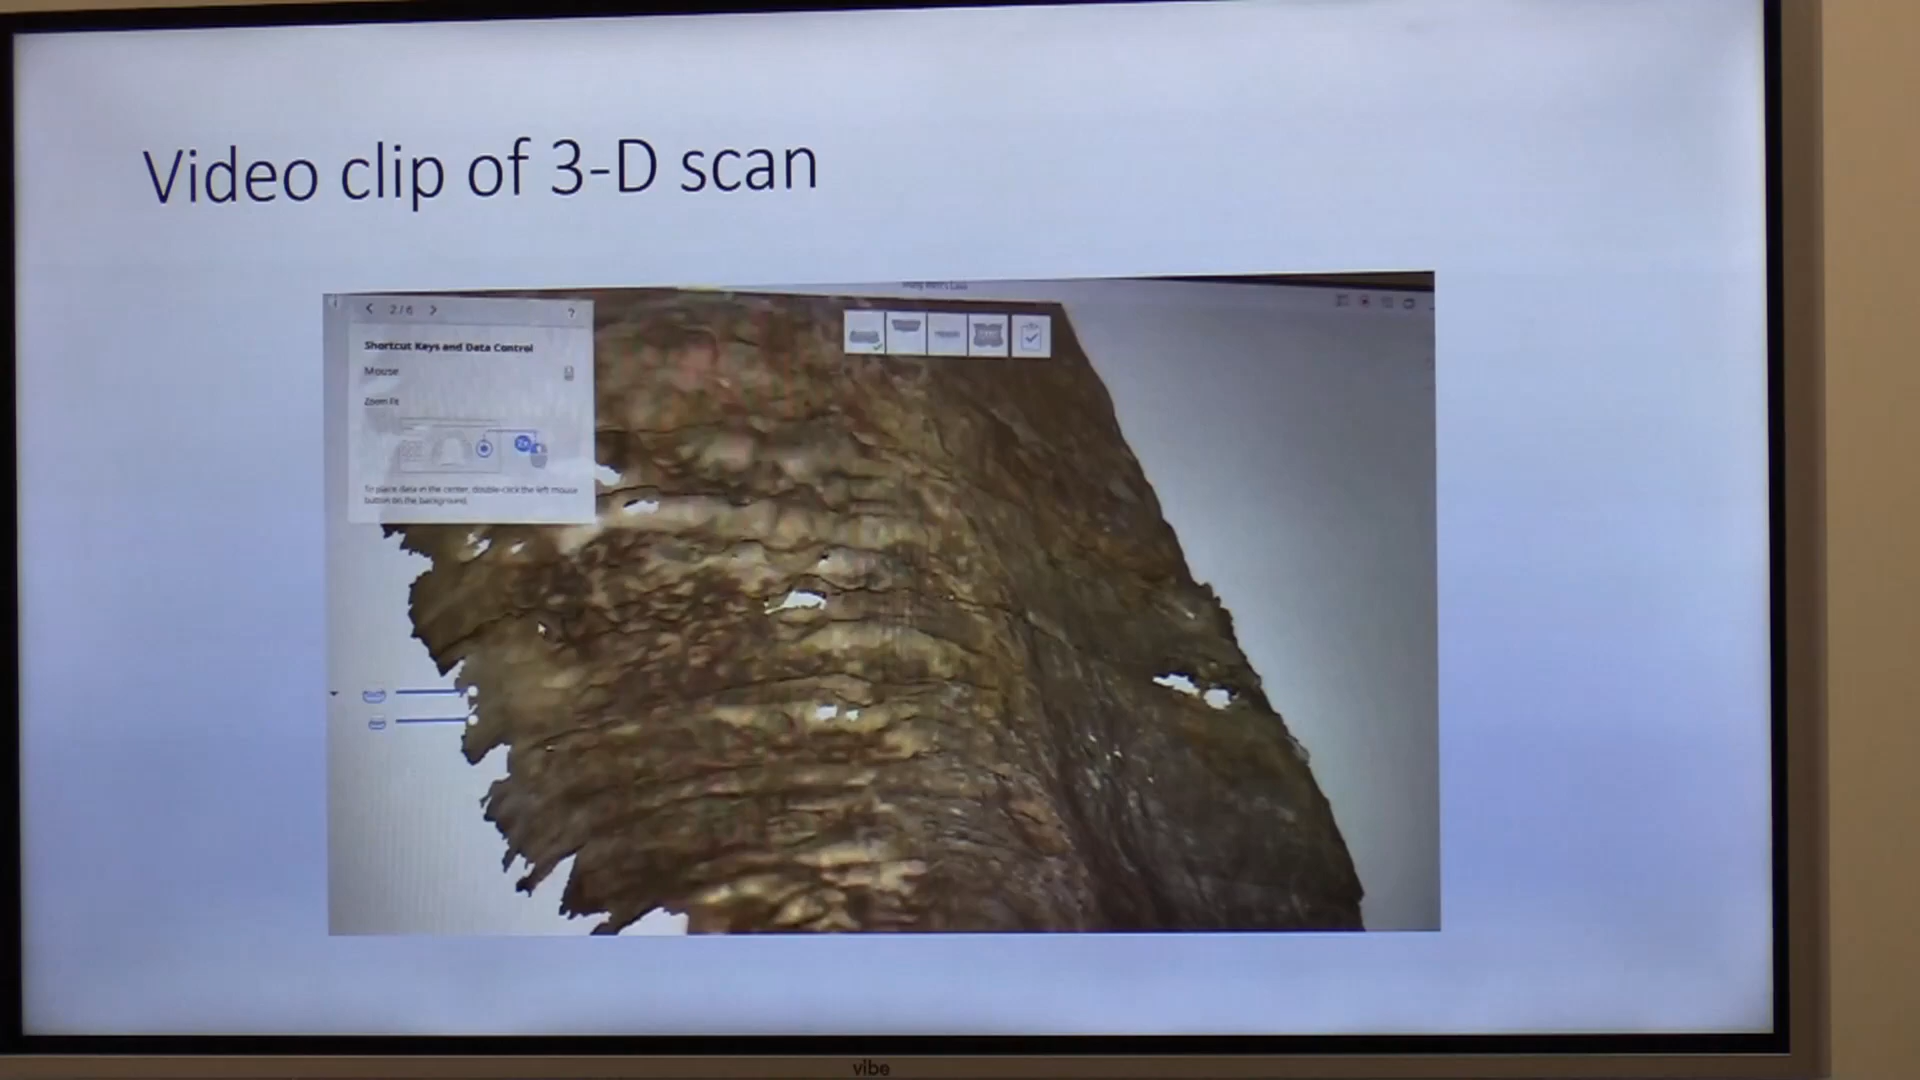 Video clip of 3-D scan
2 / 6
?
Shortcut Keys and Data Control
Mouse
Zoom Fit
2x
To place data in the center, double-click the left mouse
button on the background.
vibe